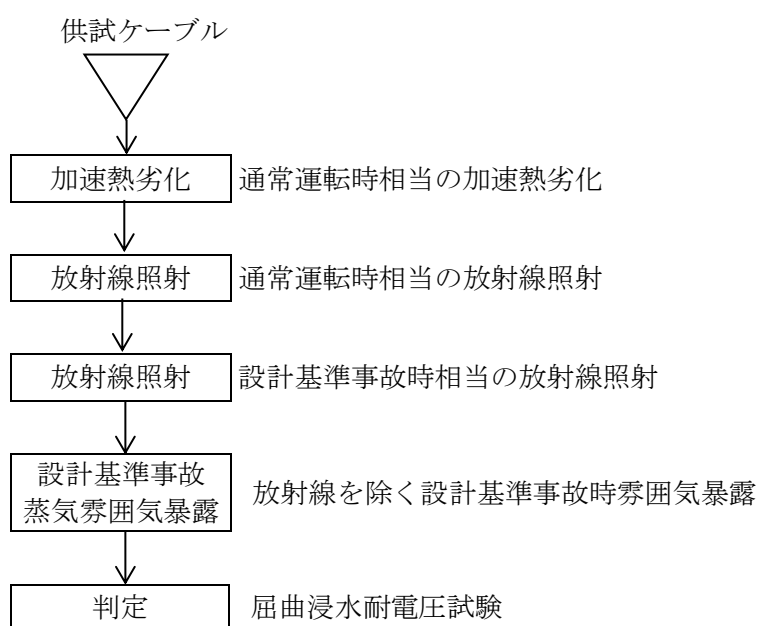 供試ケーブル
加速熱劣化 通常運転時相当の加速熱劣化
放射線照射 通常運転時相当の放射線照射
放射線照射 設計基準事故時相当の放射線照射
設計基準事故
蒸気雰囲気暴露
放射線を除く設計基準事故時雰囲気暴露
判定 屈曲浸水耐電圧試験